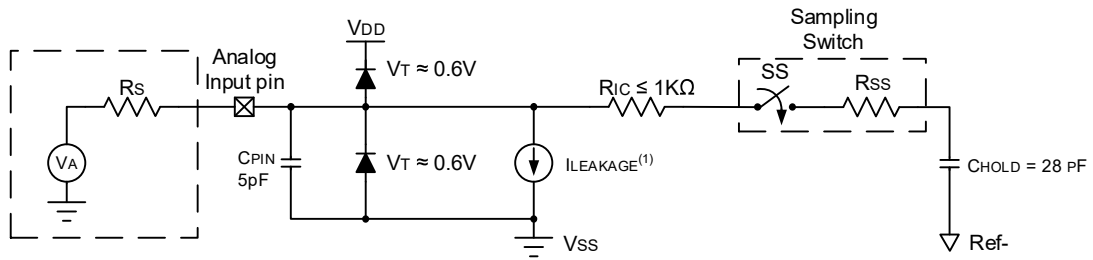 Sampling
Switch
VDD
Analog
Input pin
VT ≈ 0.6V
SS
RSS
RS
RIC ≤ 1KΩ
VA
CPIN
5pF
VT ≈ 0.6V
ILEAKAGE(1)
CHOLD = 28 PF
VSS
Ref-